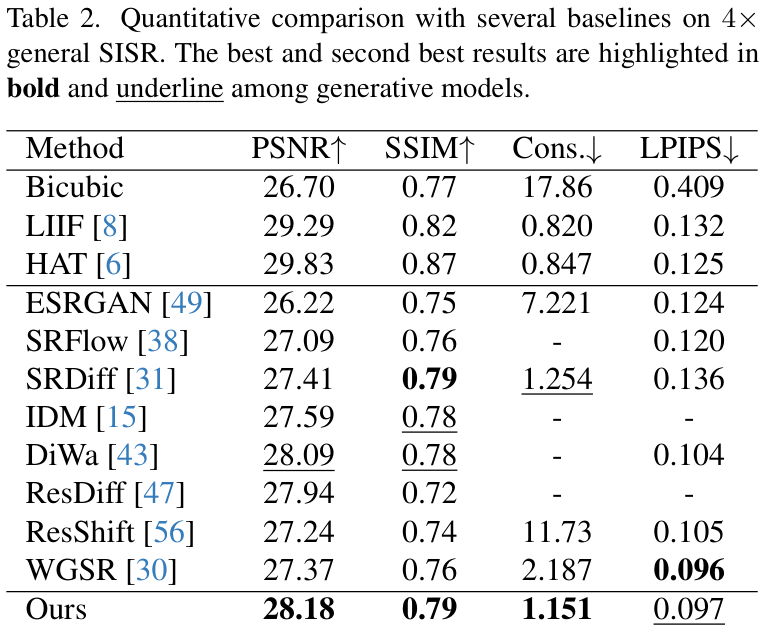 Table 2. Quantitative comparison with several baselines on 4×
general SISR. The best and second best results are highlighted in
bold and underline among generative models.
Method PSNR↑ SSIM↑ Cons.↓ LPIPS↓
Bicubic 26.70 0.77 17.86 0.409
LIIF [8] 29.29 0.82 0.820 0.132
HAT [6] 29.83 0.87 0.847 0.125
ESRGAN [49] 26.22 0.75 7.221 0.124
SRFlow [38] 27.09 0.76 - 0.120
SRDiff [31] 27.41 0.79 1.254 0.136
IDM [15] 27.59 0.78 - -
DiWa [43] 28.09 0.78 - 0.104
ResDiff [47] 27.94 0.72 - -
ResShift [56] 27.24 0.74 11.73 0.105
WGSR [30] 27.37 0.76 2.187 0.096
Ours 28.18 0.79 1.151 0.097